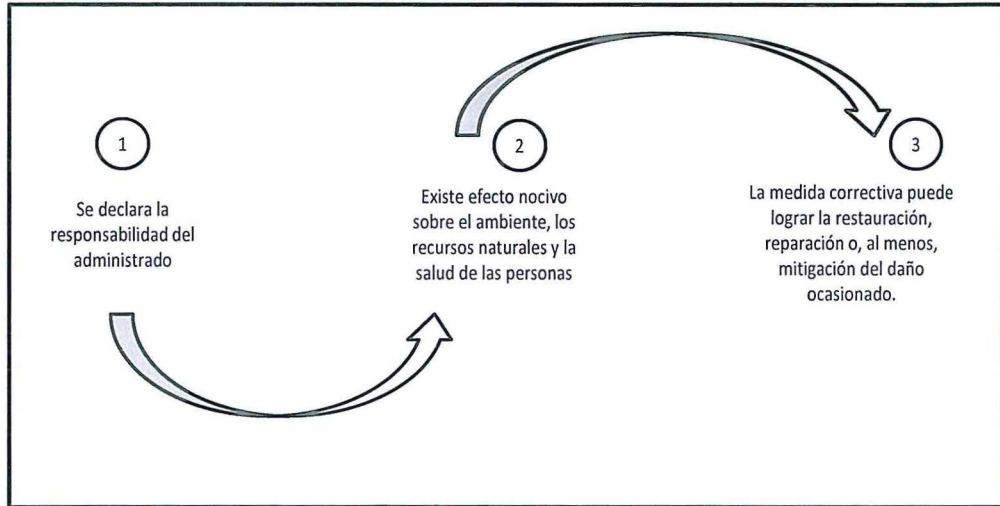 1
Se declara la
responsabilidad del
administrado
2
Existe efecto nocivo
sobre el ambiente, los
recursos naturales y la
salud de las personas
3
La medida correctiva puede
lograr la restauración,
reparación o, al menos,
mitigación del daño
ocasionado.